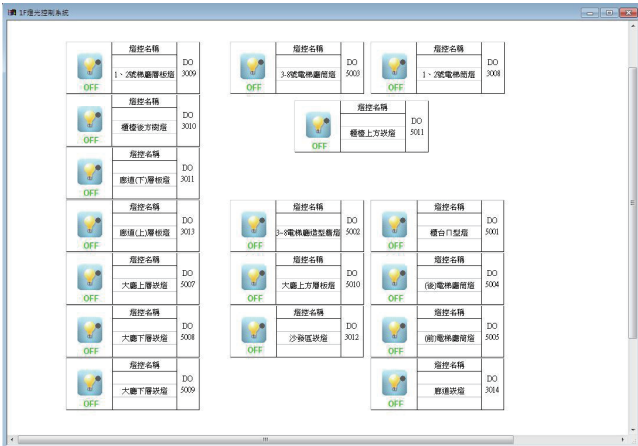 1F燈光控制系統
燈控名稱 DO 燈控名稱 DO 燈控名稱 DO
1、2號梯廳層板燈 3009 3-8號電梯廳筒燈 5003 1、2號電梯筒燈 3008
OFF OFF OFF
燈控名稱 DO 燈控名稱 DO
櫃檯後方樹燈 3010 櫃檯上方崁燈 5011
OFF OFF
燈控名稱 DO
廊道(下)層板燈 3011
OFF
燈控名稱 DO 燈控名稱 DO 燈控名稱 DO
廊道(上)層板燈 3013 3-8電梯廳造型壁燈 5002 櫃台ㄇ型燈 5001
OFF OFF OFF
燈控名稱 DO 燈控名稱 DO 燈控名稱 DO
大廳上層崁燈 5007 大廳上方層板燈 5010 (後)電梯廳筒燈 5004
OFF OFF OFF
燈控名稱 DO 燈控名稱 DO 燈控名稱 DO
大廳下層崁燈 5008 沙發區崁燈 3012 (前)電梯廳筒燈 5005
OFF OFF OFF
燈控名稱 DO 燈控名稱 DO
大廳下層崁燈 5009 廊道崁燈 3014
OFF OFF